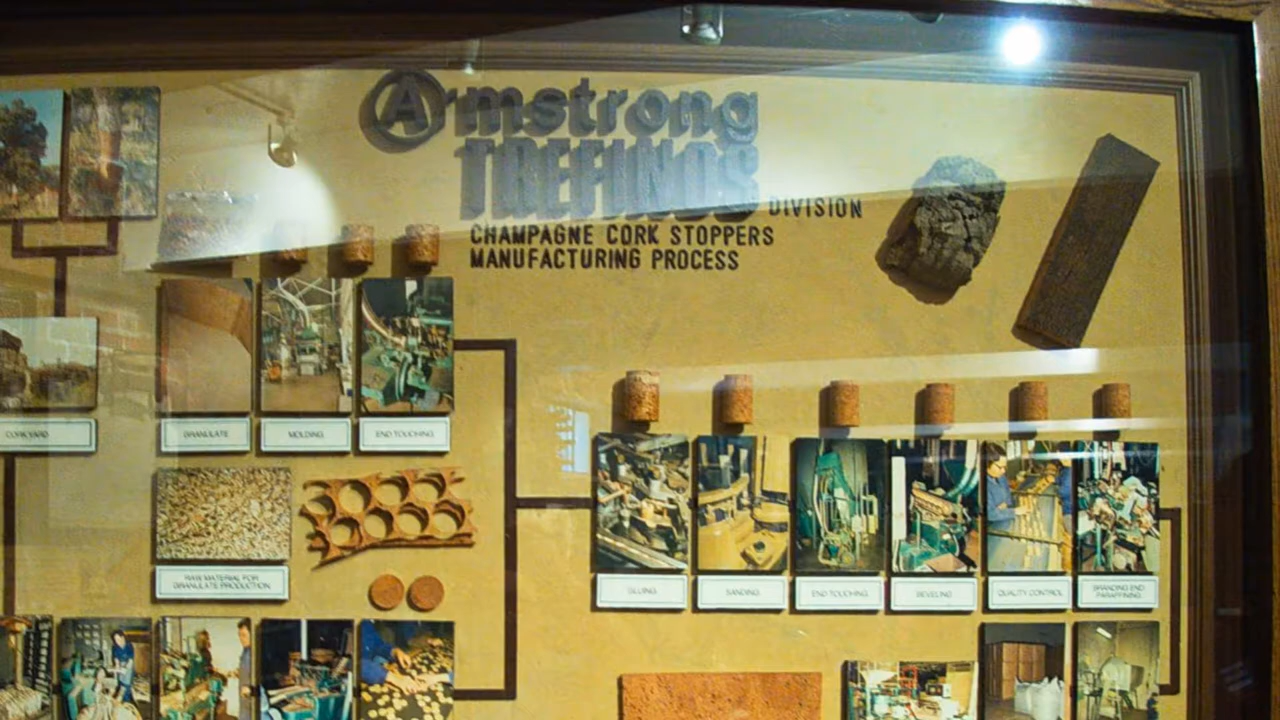 Armstrong
TREFINOS
DIVISION
CHAMPAGNE CORK STOPPERS
MANUFACTURING PROCESS
CORK YARD
GRANULATE
MOLDING
END TOUCHING
RAW MATERIAL FOR
GRANULATE PRODUCTION
GLUING
SANDING
END TOUCHING
BEVELING
QUALITY CONTROL
BRANDING END
PARAFFINING